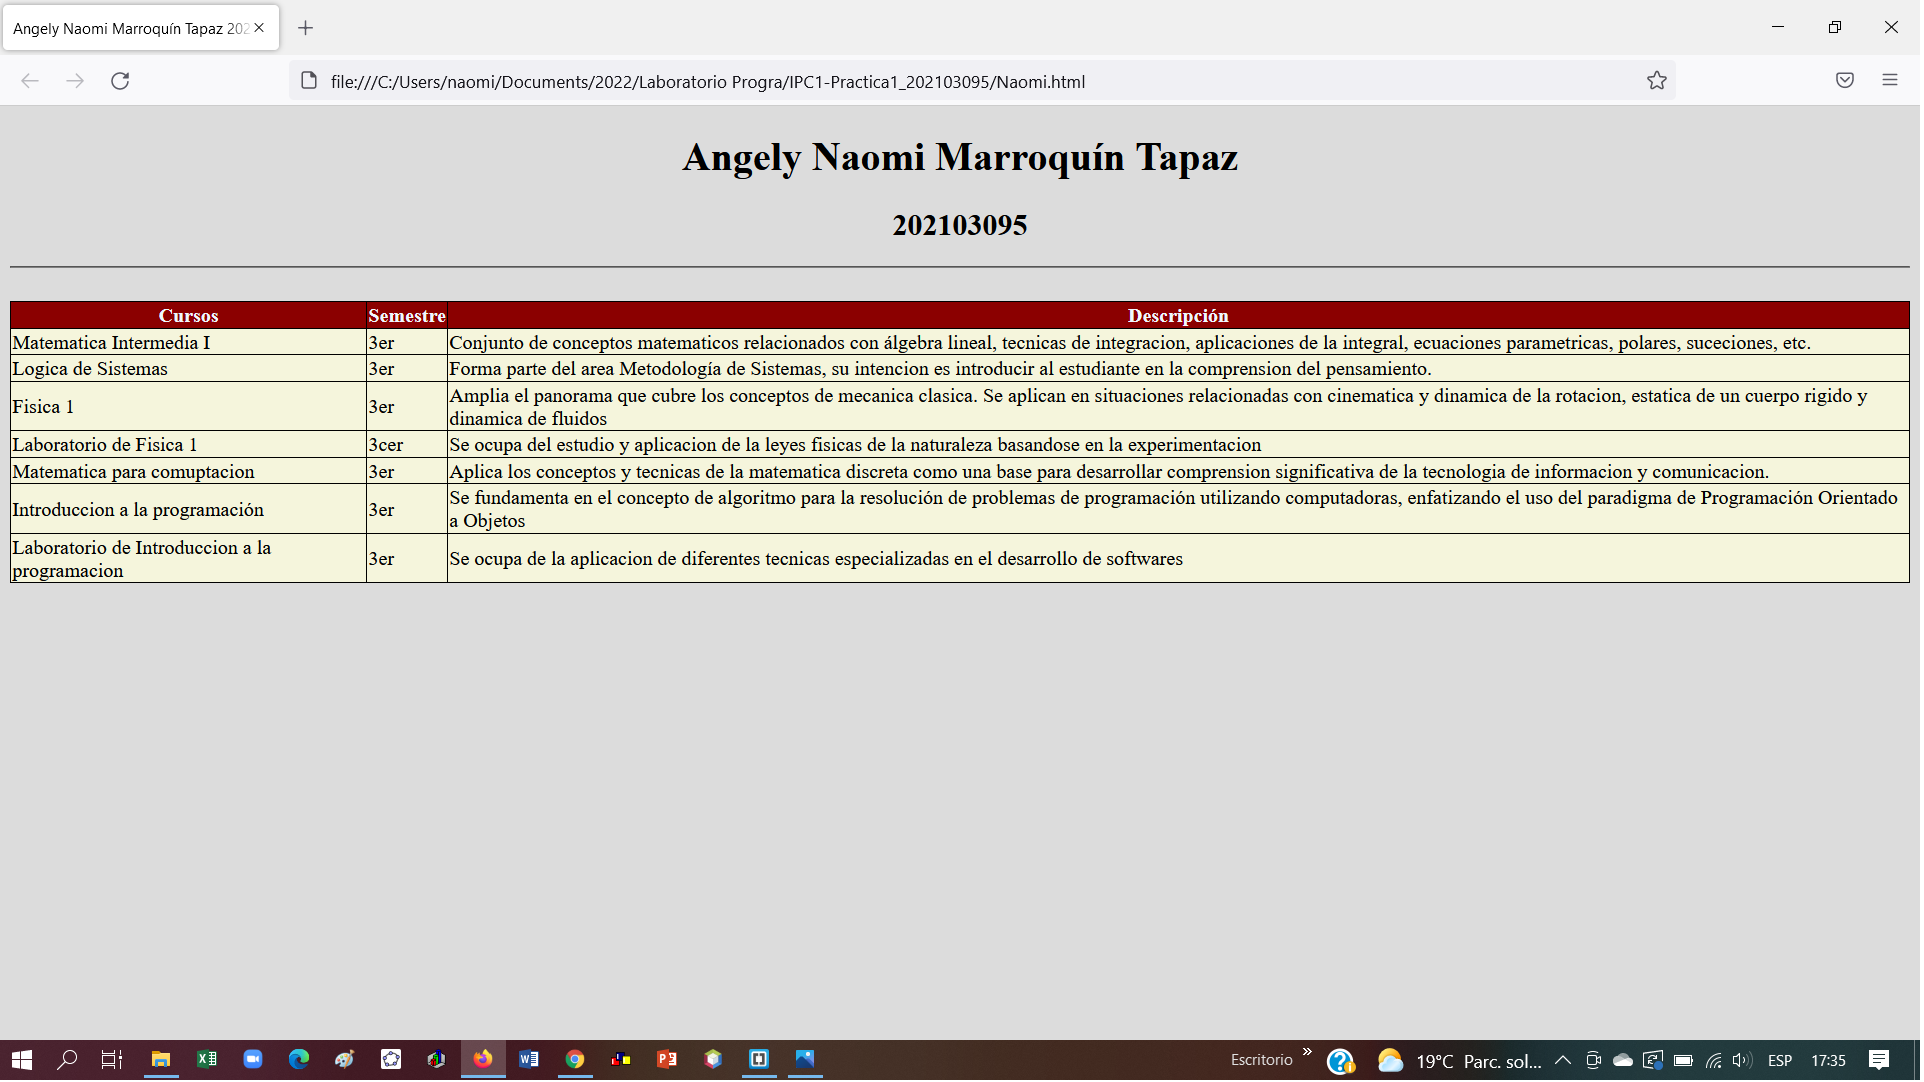 Angely Naomi Marroquín Tapaz 202
file:///C:/Users/naomi/Documents/2022/Laboratorio Progra/IPC1-Practica1_202103095/Naomi.html
Angely Naomi Marroquín Tapaz
202103095
Cursos Semestre Descripción
Matematica Intermedia I 3er Conjunto de conceptos matematicos relacionados con álgebra lineal, tecnicas de integracion, aplicaciones de la integral, ecuaciones parametricas, polares, suceciones, etc.
Logica de Sistemas 3er Forma parte del area Metodología de Sistemas, su intencion es introducir al estudiante en la comprension del pensamiento.
Fisica 1 3er Amplia el panorama que cubre los conceptos de mecanica clasica. Se aplican en situaciones relacionadas con cinematica y dinamica de la rotacion, estatica de un cuerpo rigido y
dinamica de fluidos
Laboratorio de Fisica 1 3cer Se ocupa del estudio y aplicacion de la leyes fisicas de la naturaleza basandose en la experimentacion
Matematica para comuptacion 3er Aplica los conceptos y tecnicas de la matematica discreta como una base para desarrollar comprension significativa de la tecnologia de informacion y comunicacion.
Introduccion a la programación 3er Se fundamenta en el concepto de algoritmo para la resolución de problemas de programación utilizando computadoras, enfatizando el uso del paradigma de Programación Orientado
a Objetos
Laboratorio de Introduccion a la
programacion 3er Se ocupa de la aplicacion de diferentes tecnicas especializadas en el desarrollo de softwares
Escritorio » 19°C Parc. sol... ESP 17:35